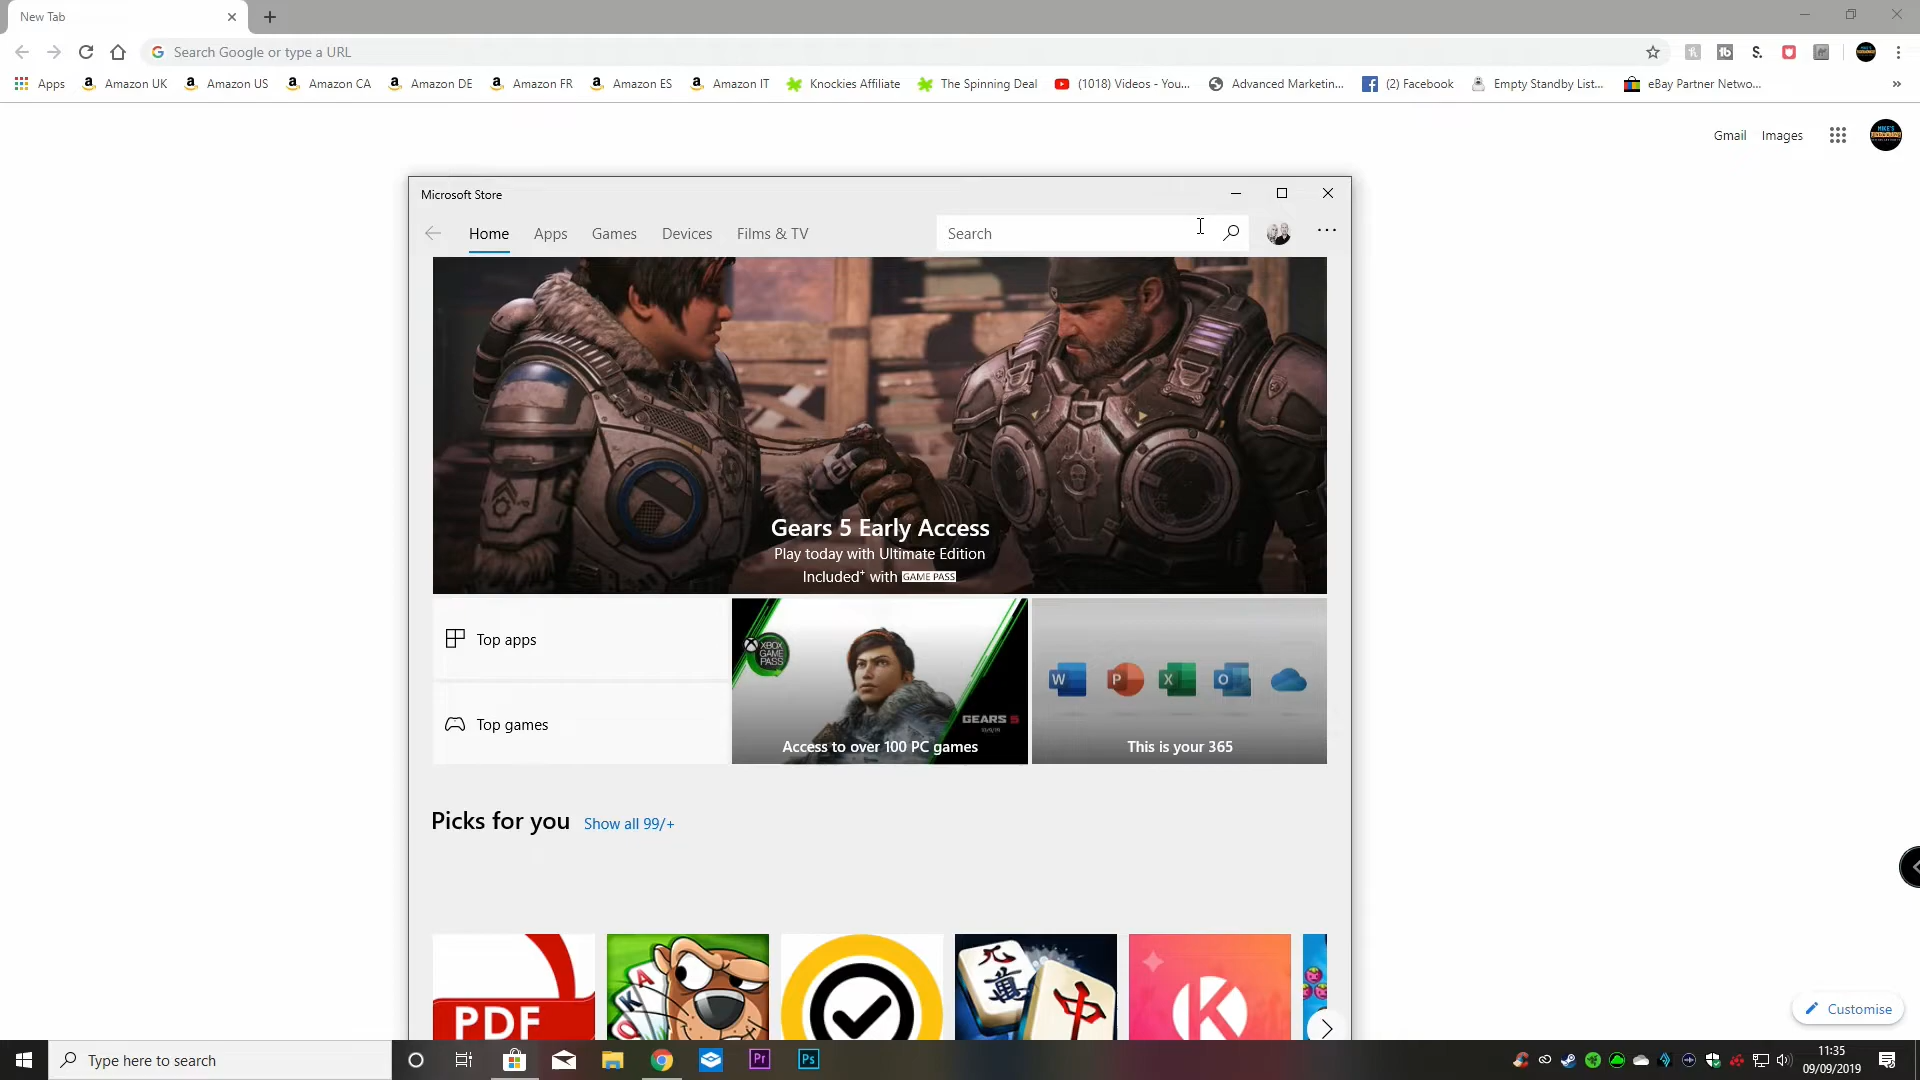 New Tab
Search Google or type a URL
Apps Amazon UK Amazon US Amazon CA Amazon DE Amazon FR Amazon ES Amazon IT Knockies Affiliate The Spinning Deal (1018) Videos - You... Advanced Marketin... (2) Facebook Empty Standby List... eBay Partner Netwo... »
Gmail Images
Microsoft Store
Home Apps Games Devices Films & TV Search
Gears 5 Early Access
Play today with Ultimate Edition
Included+ with GAME PASS
Top apps
Top games
XBOX
GAME
PASS
GEARS 5
Access to over 100 PC games
W P X O
This is your 365
Picks for you Show all 99/+
PDF
A
K
O
九
萬
中
K
Customise
Type here to search
Pr Ps
11:35
09/09/2019